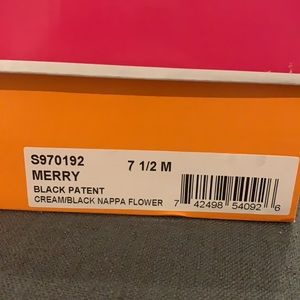 S970192 7 1/2 M
MERRY
BLACK PATENT
CREAM/BLACK NAPPA FLOWER
7 42498 54092 6